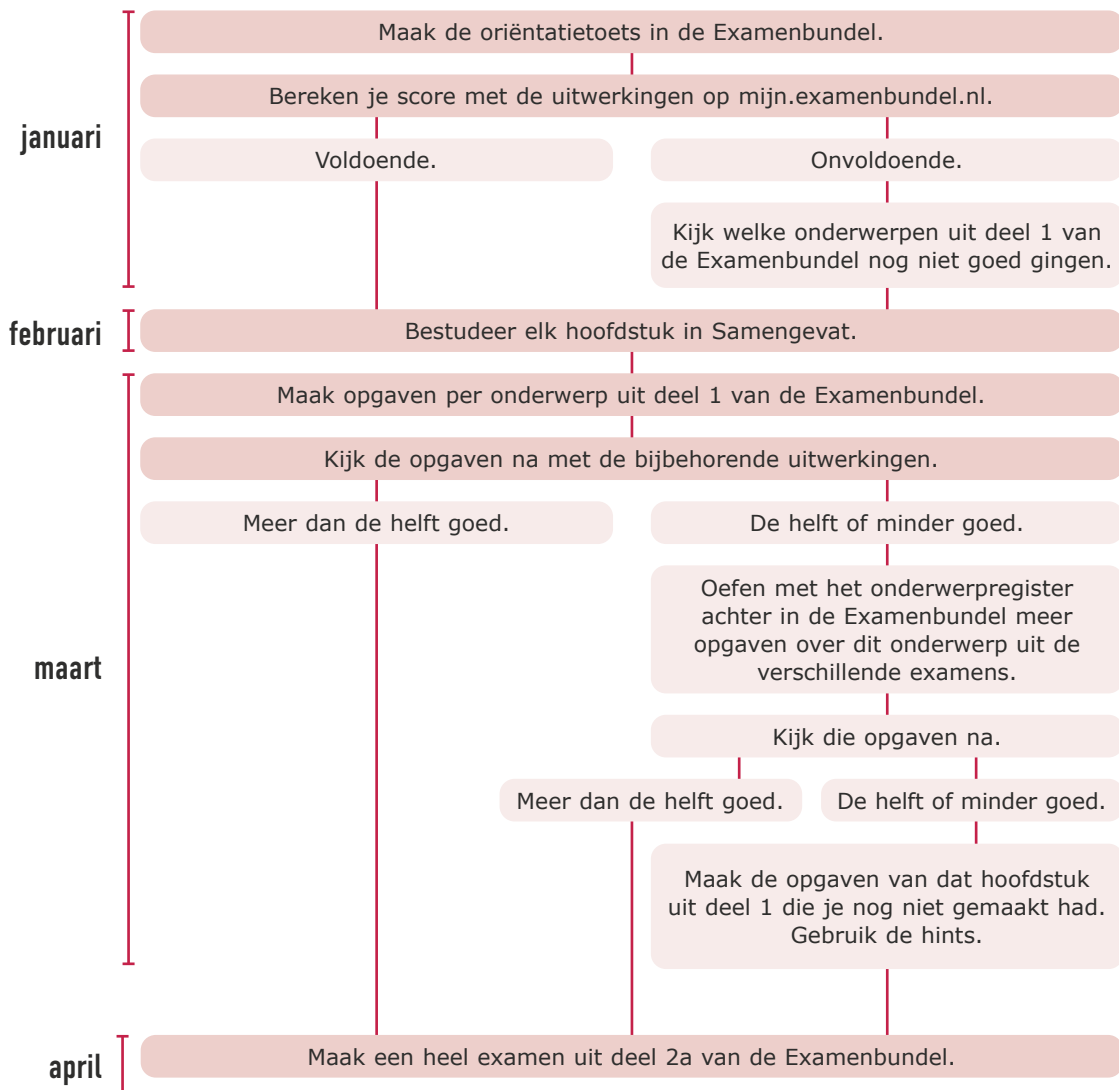 januari
Maak de oriëntatietoets in de Examenbundel.
Bereken je score met de uitwerkingen op mijn.examenbundel.nl.
Voldoende.
Onvoldoende.
Kijk welke onderwerpen uit deel 1 van
de Examenbundel nog niet goed gingen.
februari
Bestudeer elk hoofdstuk in Samengevat.
maart
Maak opgaven per onderwerp uit deel 1 van de Examenbundel.
Kijk de opgaven na met de bijbehorende uitwerkingen.
Meer dan de helft goed.
De helft of minder goed.
Oefen met het onderwerpregister
achter in de Examenbundel meer
opgaven over dit onderwerp uit de
verschillende examens.
Kijk die opgaven na.
Meer dan de helft goed.
De helft of minder goed.
Maak de opgaven van dat hoofdstuk
uit deel 1 die je nog niet gemaakt had.
Gebruik de hints.
april
Maak een heel examen uit deel 2a van de Examenbundel.